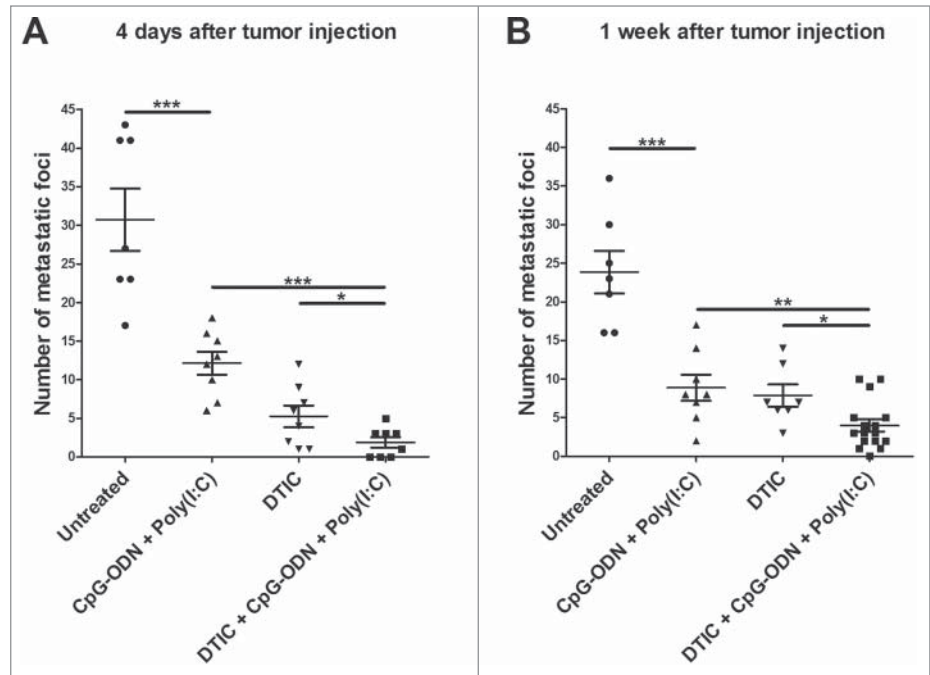 A
4 days after tumor injection
Number of metastatic foci
45
40
35
30
25
20
15
10
5
0
***
***
*
Untreated
CpG-ODN + Poly(I:C)
DTIC
DTIC + CpG-ODN + Poly(I:C)
B
1 week after tumor injection
Number of metastatic foci
45
40
35
30
25
20
15
10
5
0
***
**
*
Untreated
CpG-ODN + Poly(I:C)
DTIC
DTIC + CpG-ODN + Poly(I:C)